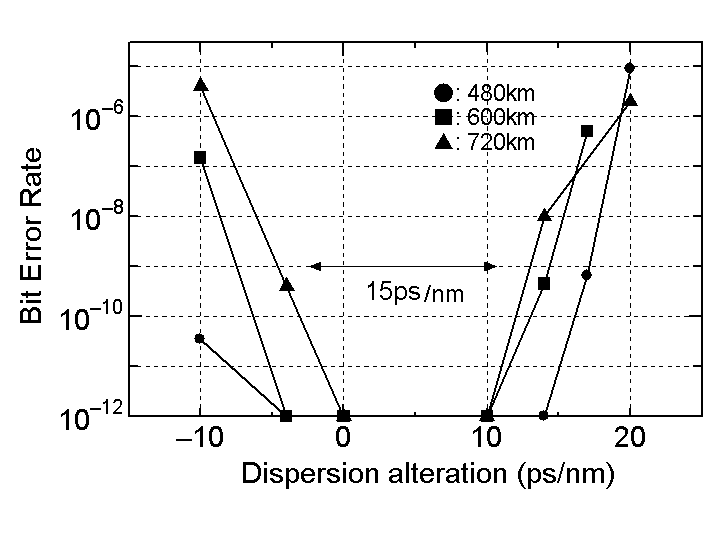 : 480km
: 600km
: 720km
10⁻⁶
10⁻⁸
10⁻¹⁰
10⁻¹²
Bit Error Rate
15ps/nm
–10 0 10 20
Dispersion alteration (ps/nm)